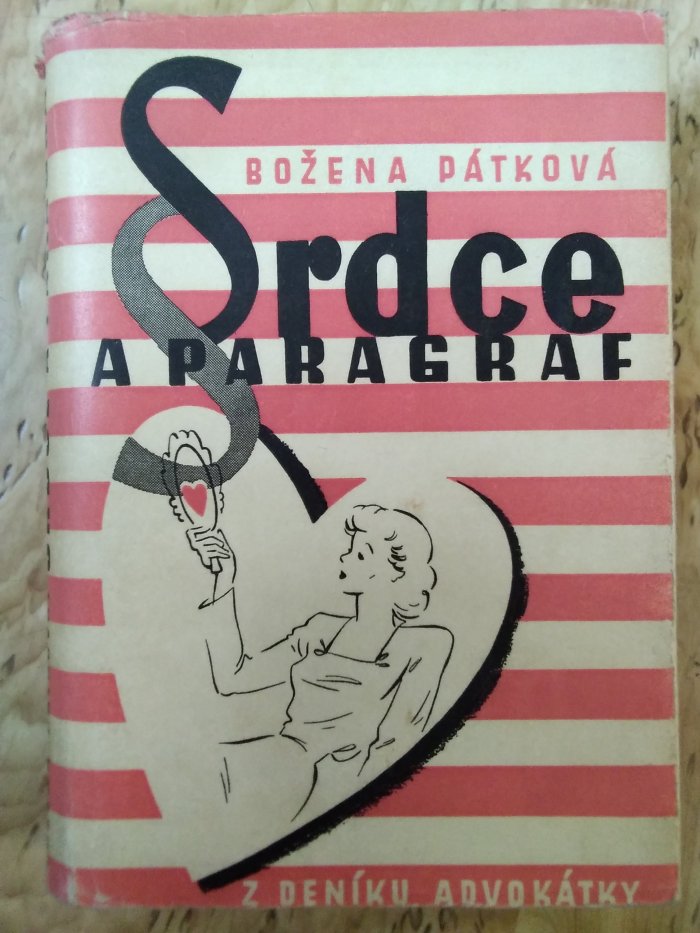 BOŽENA PÁTKOVÁ
Srdce
A PARAGRAF
Z DENÍKU ADVOKÁTKY